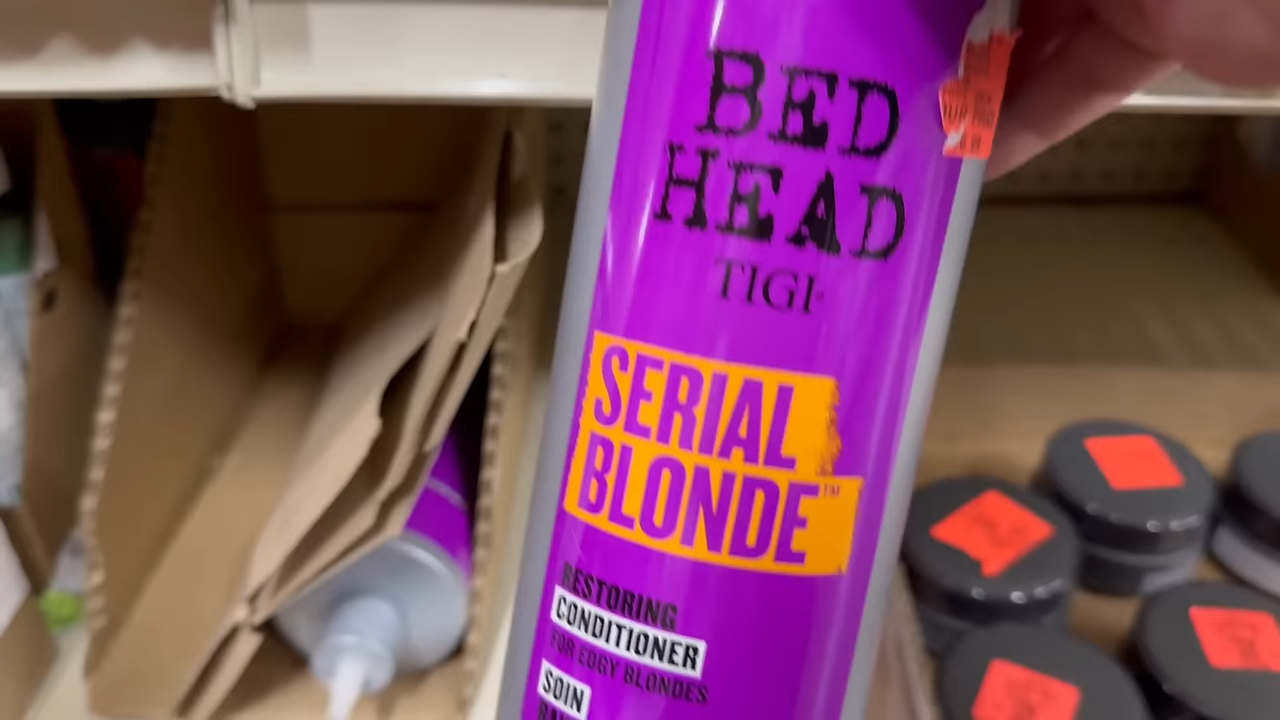 BED
HEAD
TIGI
SERIAL
BLONDE™
RESTORING
CONDITIONER
FOR EDGY BLONDES
SOIN